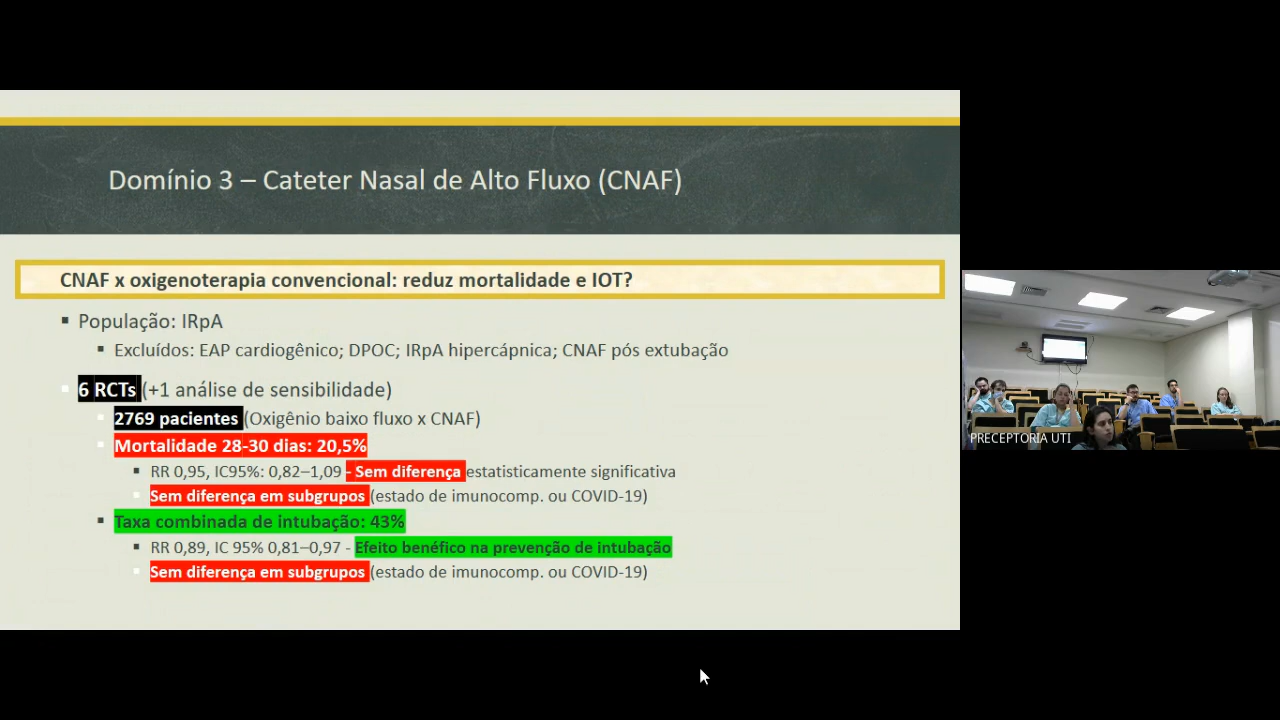 Domínio 3 – Cateter Nasal de Alto Fluxo (CNAF)
CNAF x oxigenoterapia convencional: reduz mortalidade e IOT?
▪ População: IRpA
▪ Excluídos: EAP cardiogênico; DPOC; IRpA hipercápnica; CNAF pós extubação
▪ 6 RCTs (+1 análise de sensibilidade)
▪ 2769 pacientes (Oxigênio baixo fluxo x CNAF)
▪ Mortalidade 28-30 dias: 20,5%
▪ RR 0,95, IC95%: 0,82–1,09 - Sem diferença estatisticamente significativa
▪ Sem diferença em subgrupos (estado de imunocomp. ou COVID-19)
▪ Taxa combinada de intubação: 43%
▪ RR 0,89, IC 95% 0,81–0,97 - Efeito benéfico na prevenção de intubação
▪ Sem diferença em subgrupos (estado de imunocomp. ou COVID-19)
PRECEPTORIA UTI